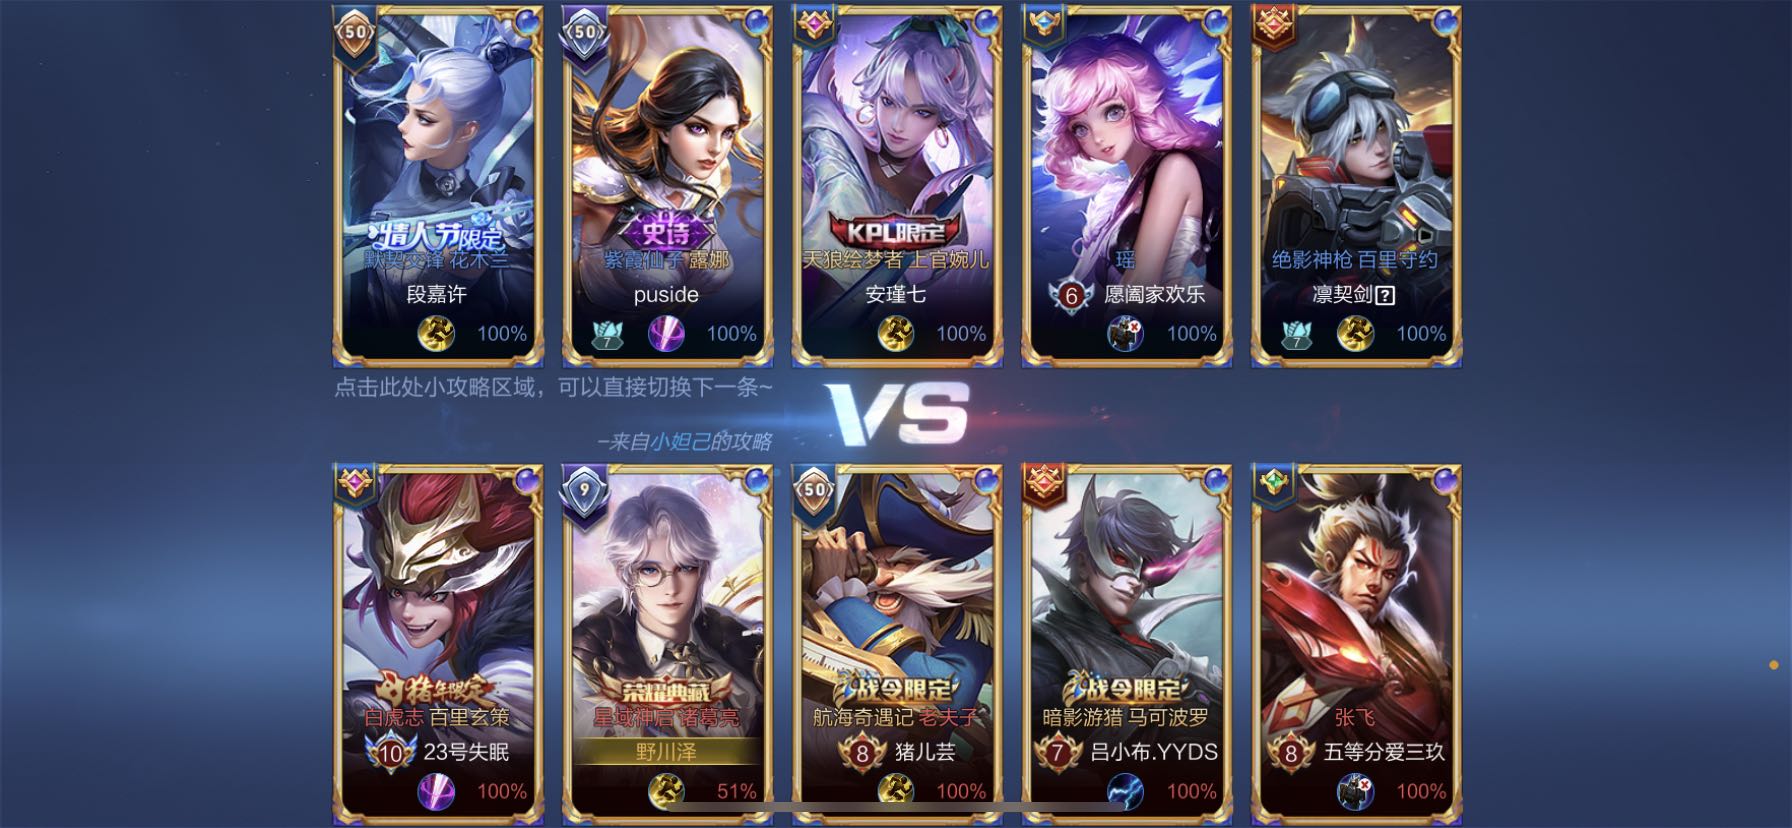 50
情人节限定
默契交锋 花木兰
段嘉许
100%
50
史诗
紫霞仙子 露娜
puside
7
100%
KPL限定
天狼绘梦者 上官婉儿
安瑾七
100%
瑶
6 愿阖家欢乐
100%
绝影神枪 百里守约
凛契剑?
7
100%
点击此处小攻略区域，可以直接切换下一条~
VS
–来自小妲己的攻略
猪年限定
白虎志 百里玄策
10 23号失眠
100%
9
荣耀典藏
星域神启 诸葛亮
野川泽
51%
50
战令限定
航海奇遇记 老夫子
8 猪儿芸
100%
战令限定
暗影游猎 马可波罗
7 吕小布.YYDS
100%
张飞
8 五等分爱三玖
100%